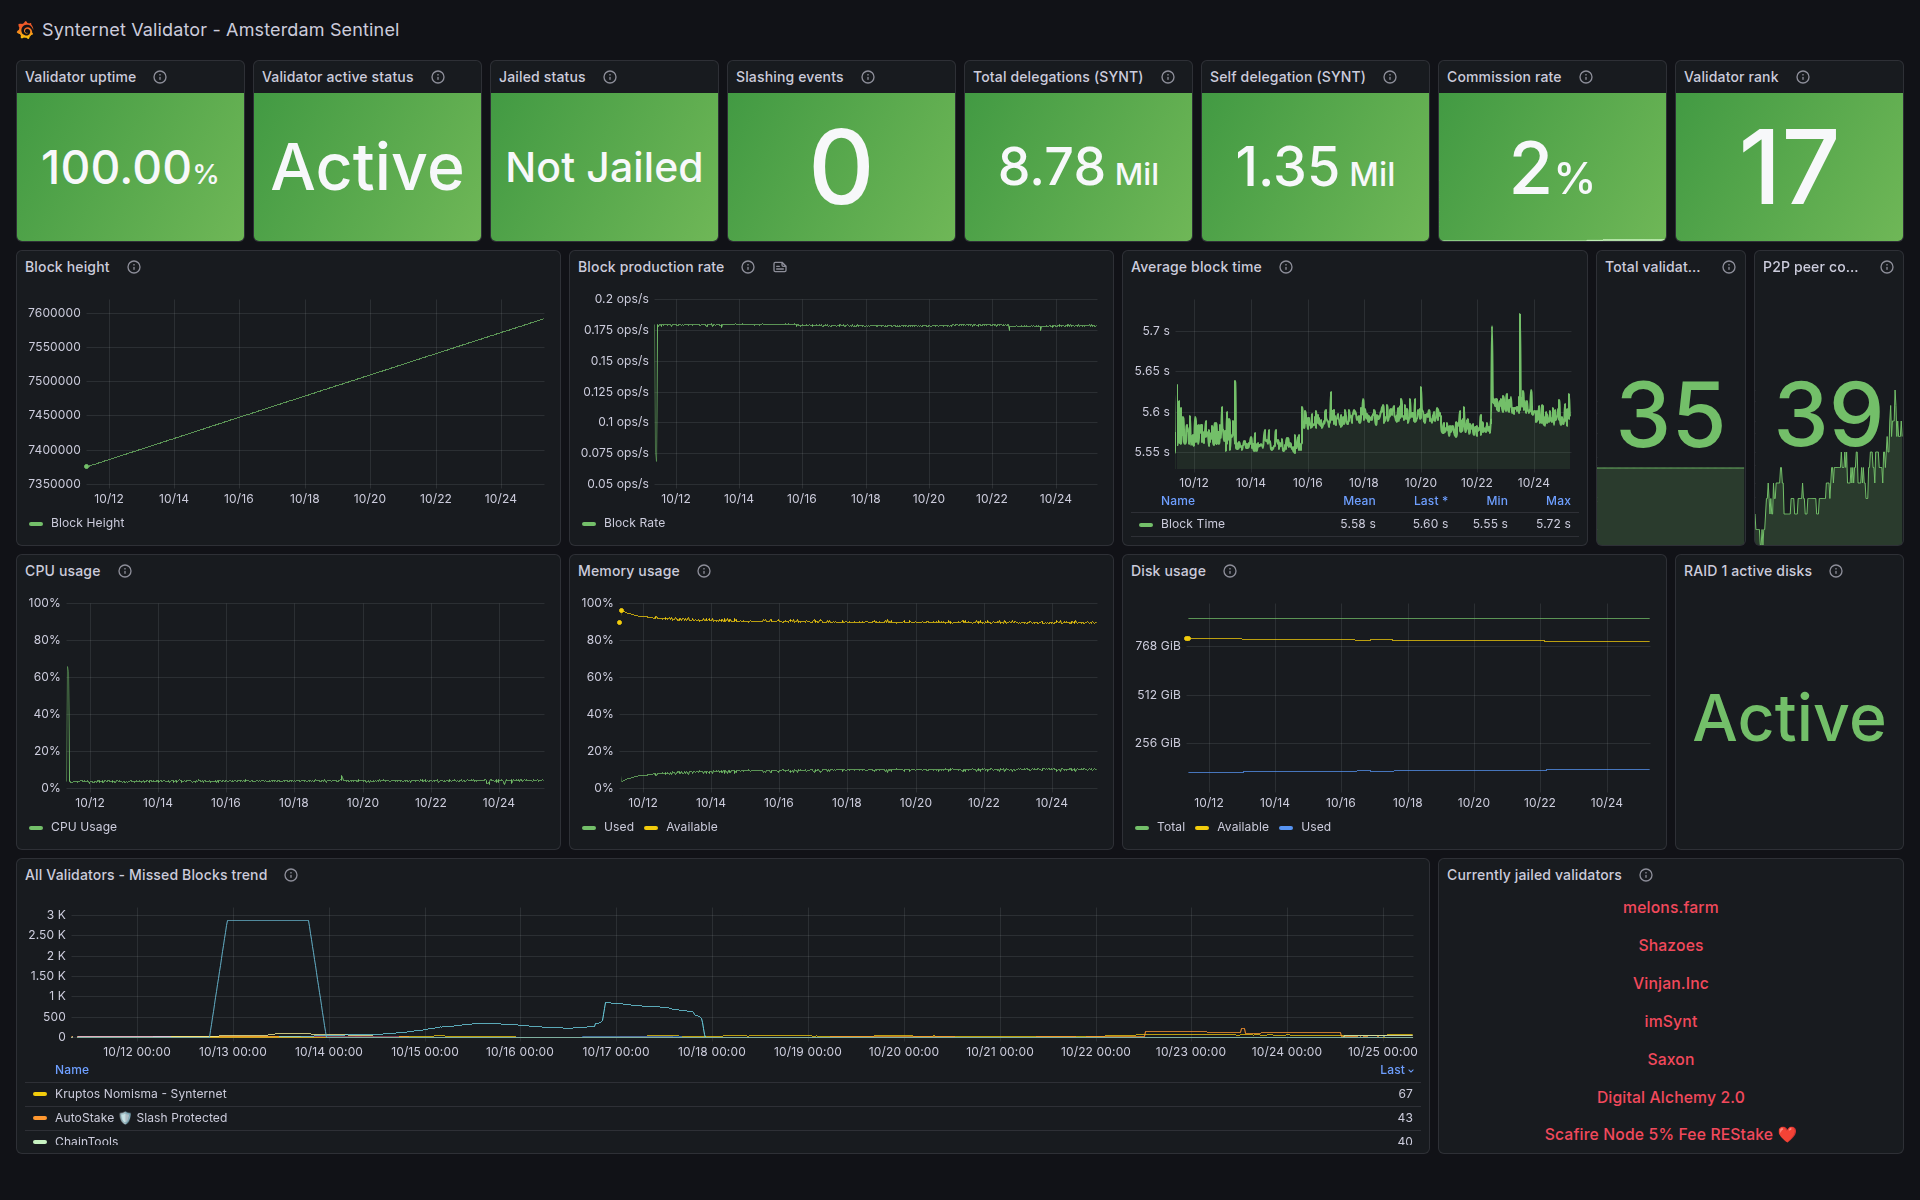 Synternet Validator - Amsterdam Sentinel
Validator uptime
100.00%
Validator active status
Active
Jailed status
Not Jailed
Slashing events
0
Total delegations (SYNT)
8.78 Mil
Self delegation (SYNT)
1.35 Mil
Commission rate
2%
Validator rank
17
Block height
7600000
7550000
7500000
7450000
7400000
7350000
10/12 10/14 10/16 10/18 10/20 10/22 10/24
Block Height
Block production rate
0.2 ops/s
0.175 ops/s
0.15 ops/s
0.125 ops/s
0.1 ops/s
0.075 ops/s
0.05 ops/s
10/12 10/14 10/16 10/18 10/20 10/22 10/24
Block Rate
Average block time
5.7 s
5.65 s
5.6 s
5.55 s
10/12 10/14 10/16 10/18 10/20 10/22 10/24
Name Mean Last * Min Max
Block Time 5.58 s 5.60 s 5.55 s 5.72 s
Total validat...
35
P2P peer co...
39
CPU usage
100%
80%
60%
40%
20%
0%
10/12 10/14 10/16 10/18 10/20 10/22 10/24
CPU Usage
Memory usage
100%
80%
60%
40%
20%
0%
10/12 10/14 10/16 10/18 10/20 10/22 10/24
Used Available
Disk usage
768 GiB
512 GiB
256 GiB
10/12 10/14 10/16 10/18 10/20 10/22 10/24
Total Available Used
RAID 1 active disks
Active
All Validators - Missed Blocks trend
3 K
2.50 K
2 K
1.50 K
1 K
500
0
10/12 00:00 10/13 00:00 10/14 00:00 10/15 00:00 10/16 00:00 10/17 00:00 10/18 00:00 10/19 00:00 10/20 00:00 10/21 00:00 10/22 00:00 10/23 00:00 10/24 00:00 10/25 00:00
Name Last
Kruptos Nomisma - Synternet 67
AutoStake 🛡️ Slash Protected 43
ChainTools 40
Currently jailed validators
melons.farm
Shazoes
Vinjan.Inc
imSynt
Saxon
Digital Alchemy 2.0
Scafire Node 5% Fee REStake ❤️